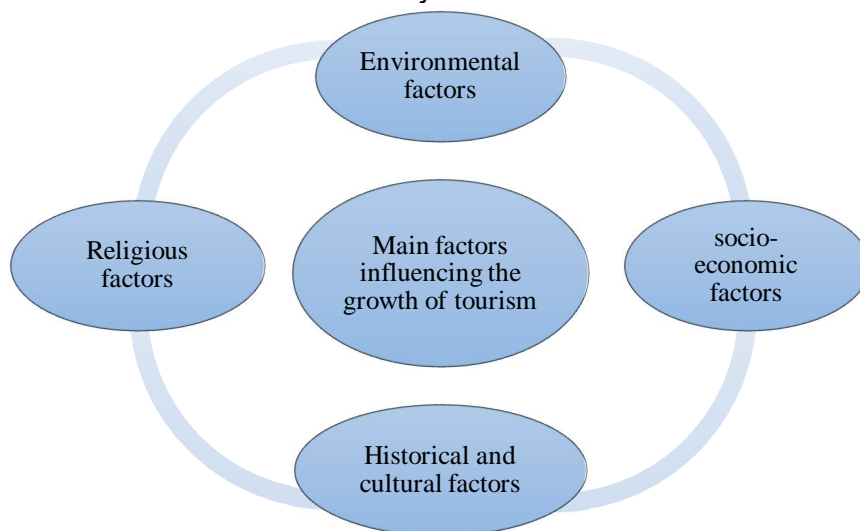 Environmental
factors
Religious
factors
Main factors
influencing the
growth of tourism
socio-
economic
factors
Historical and
cultural factors